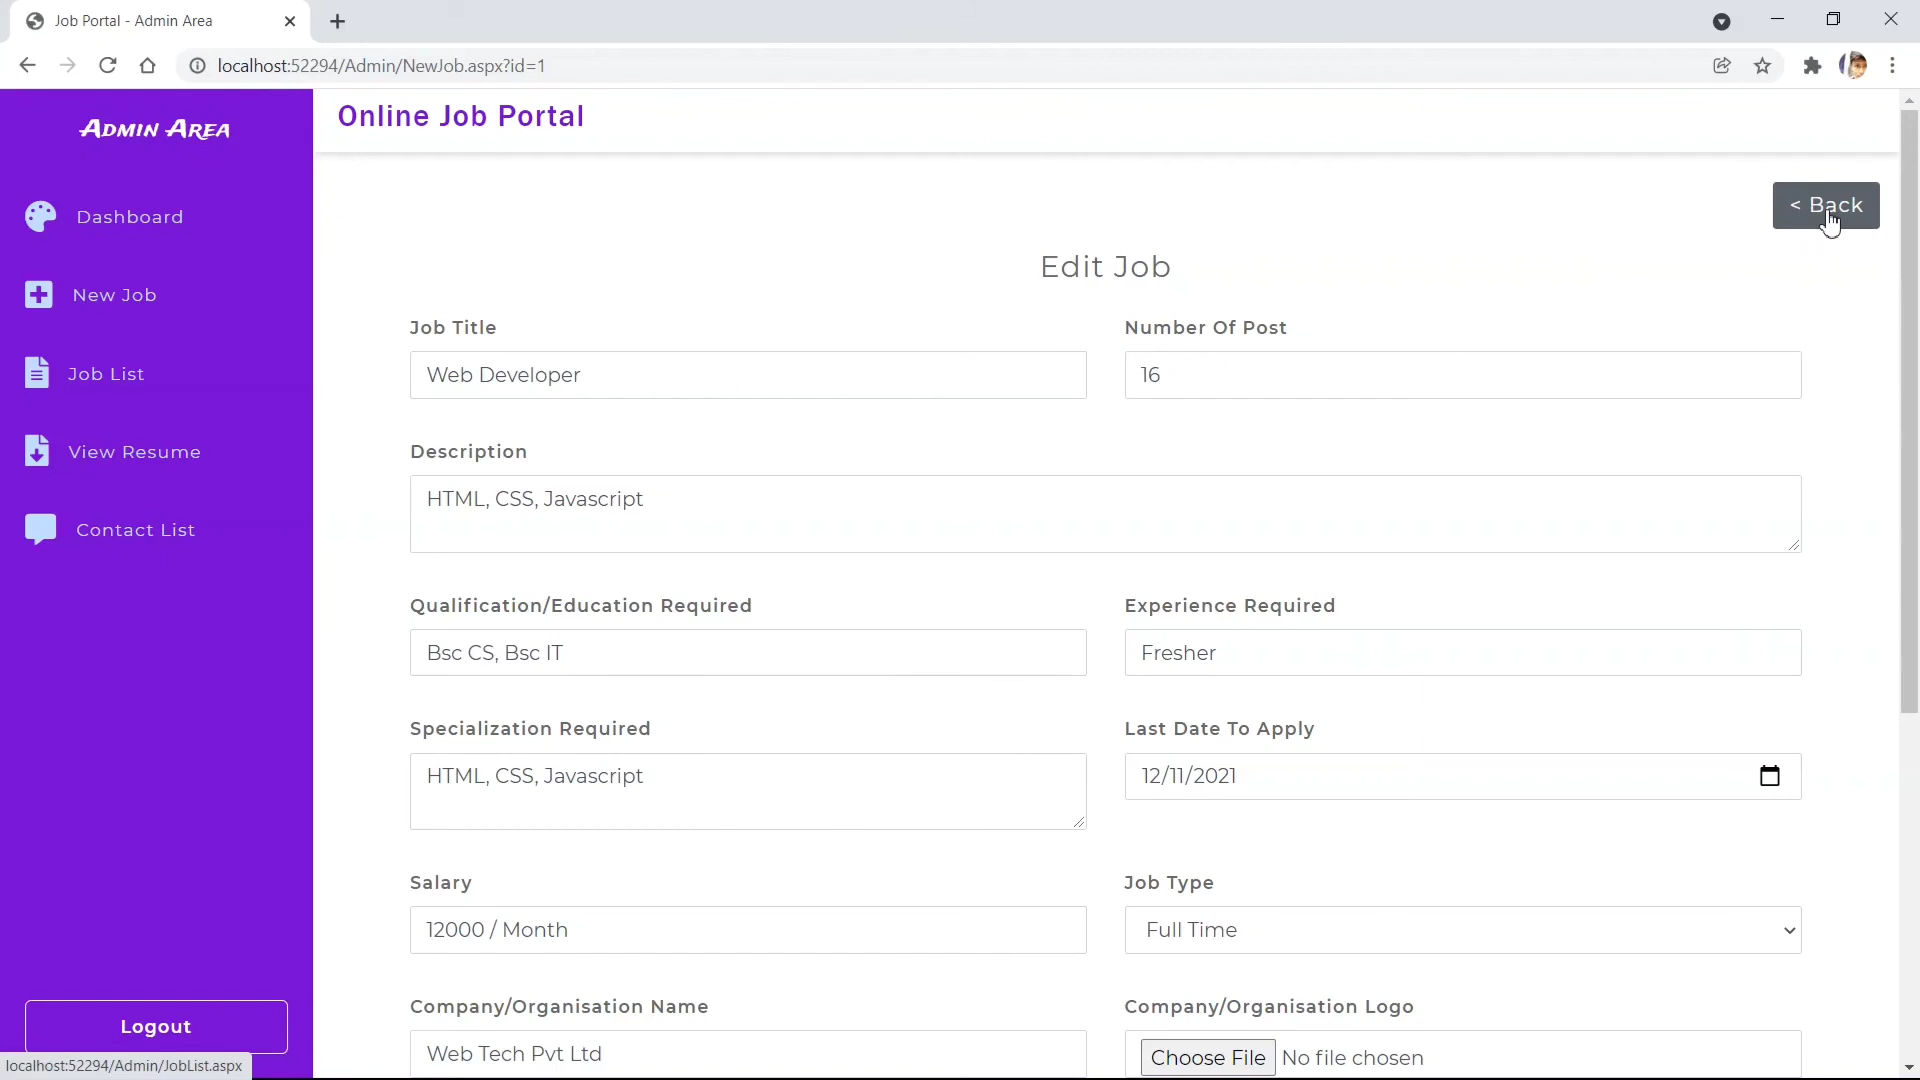 Job Portal - Admin Area
localhost:52294/Admin/NewJob.aspx?id=1
Admin Area
Online Job Portal
< Back
Dashboard
New Job
Job List
View Resume
Contact List
Logout
Edit Job
Job Title
Number Of Post
Web Developer
16
Description
HTML, CSS, Javascript
Qualification/Education Required
Experience Required
Bsc CS, Bsc IT
Fresher
Specialization Required
Last Date To Apply
HTML, CSS, Javascript
12/11/2021
Salary
Job Type
12000 / Month
Full Time
Company/Organisation Name
Company/Organisation Logo
Web Tech Pvt Ltd
Choose File No file chosen
localhost:52294/Admin/JobList.aspx